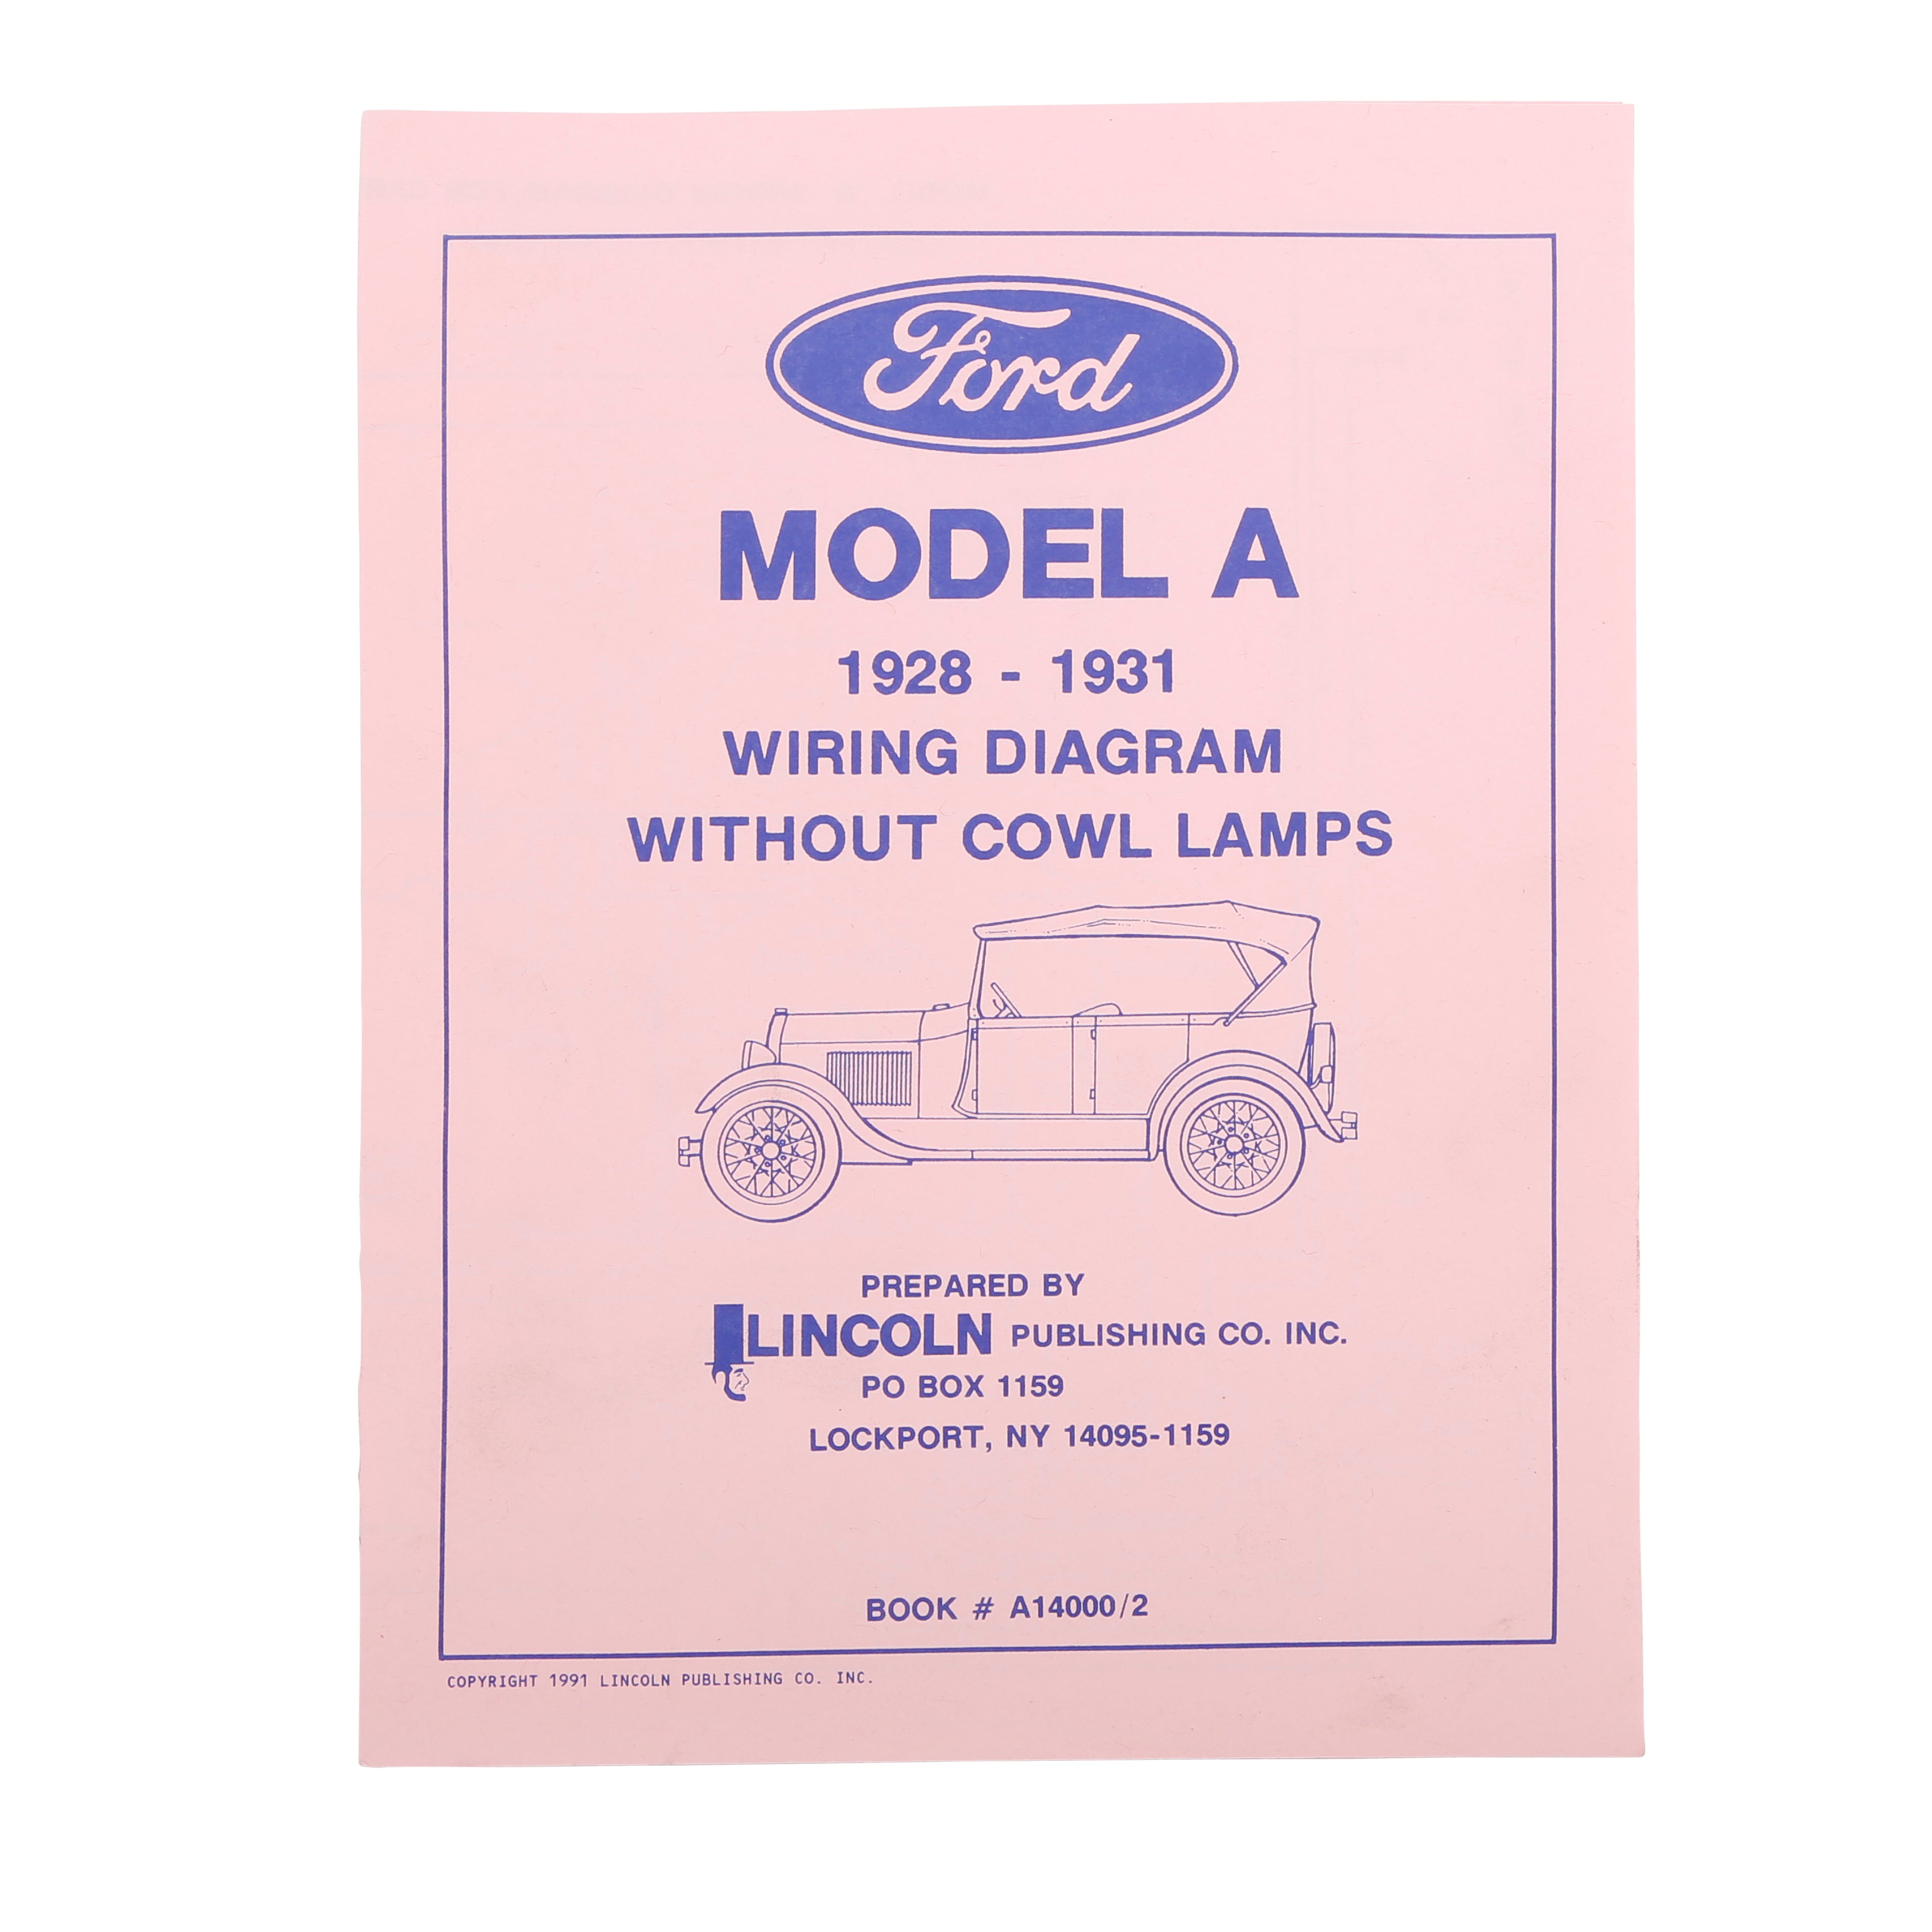 Ford
MODEL A
1928 - 1931
WIRING DIAGRAM
WITHOUT COWL LAMPS
PREPARED BY
LINCOLN PUBLISHING CO. INC.
PO BOX 1159
LOCKPORT, NY 14095-1159
BOOK # A14000/2
COPYRIGHT 1991 LINCOLN PUBLISHING CO. INC.